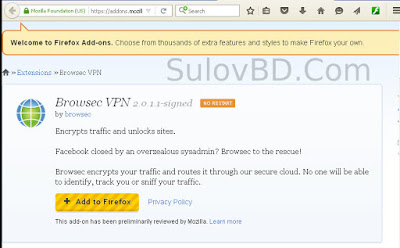 Mozilla Foundation (US)
https://addons.mozil
Welcome to Firefox Add-ons. Choose from thousands of extra features and styles to make Firefox your own.
SulovBD.Com
» Extensions » Browsec VPN
Browsec VPN 2.0.1.1-signed NO RESTART
by browsec
Encrypts traffic and unlocks sites.
Facebook closed by an overzealous sysadmin? Browsec to the rescue!
Browsec encrypts your traffic and routes it through our secure cloud. No one will be
able to identify, track you or sniff your traffic.
+ Add to Firefox Privacy Policy
This add-on has been preliminarily reviewed by Mozilla. Learn more